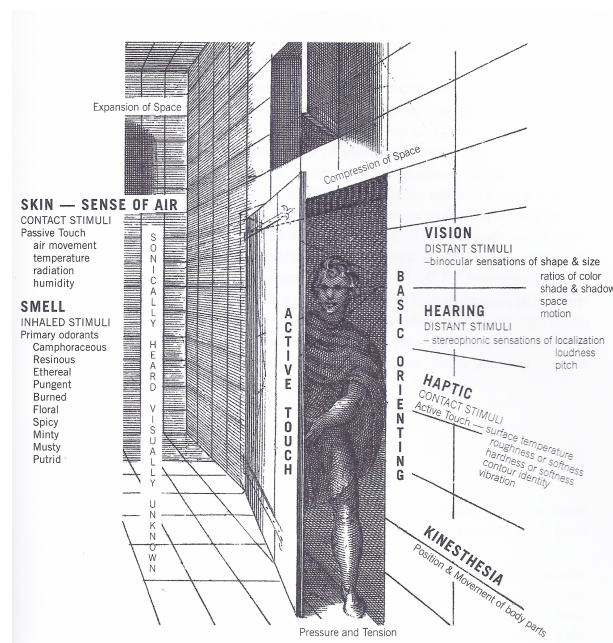 Expansion of Space
Compression of Space
SKIN — SENSE OF AIR
CONTACT STIMULI
Passive Touch
air movement
temperature
radiation
humidity
SMELL
INHALED STIMULI
Primary odorants
Camphoraceous
Resinous
Ethereal
Pungent
Burned
Floral
Spicy
Minty
Musty
Putrid
SONICALLY HEARD VISUALLY UNKNOWN
ACTIVE TOUCH
BASIC ORIENTING
VISION
DISTANT STIMULI
–binocular sensations of shape & size
ratios of color
shade & shadow
space
motion
HEARING
DISTANT STIMULI
– stereophonic sensations of localization
loudness
pitch
HAPTIC
CONTACT STIMULI
Active Touch — surface temperature
roughness or softness
hardness or softness
contour identity
vibration
KINESTHESIA
Position & Movement of body parts
Pressure and Tension